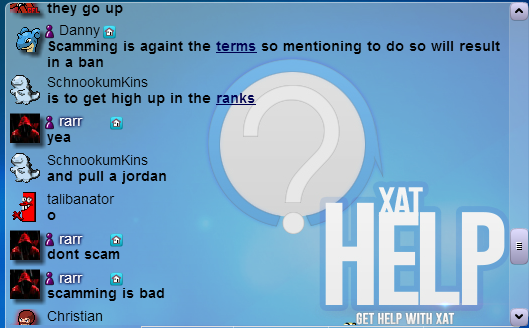 they go up
Danny
Scamming is againt the terms so mentioning to do so will result
in a ban
SchnookumKins
is to get high up in the ranks
rarr
yea
SchnookumKins
and pull a jordan
talibanator
o
rarr
dont scam
rarr
scamming is bad
Christian
XAT
HELP
GET HELP WITH XAT